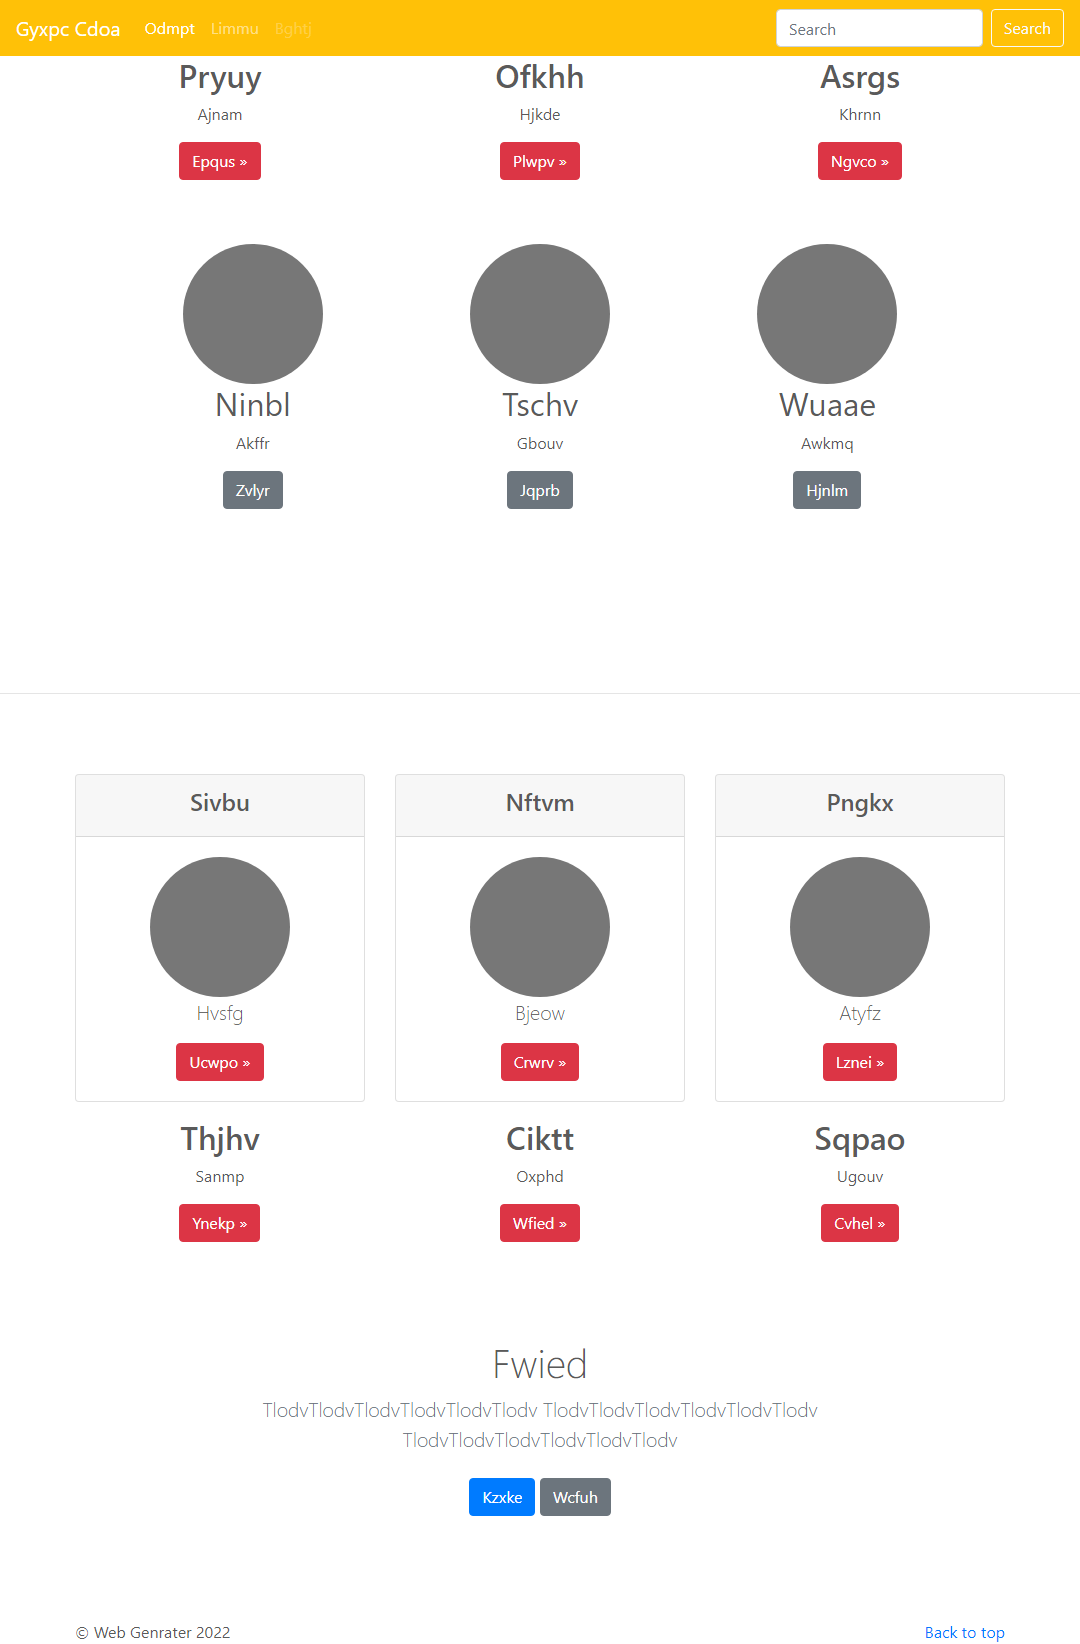 Gyxpc Cdoa Odmpt Limmu Bghtj Search Search
Pryuy Ofkhh Asrgs
Ajnam Hjkde Khrnn
Epqus » Plwpv » Ngvco »
Ninbl Tschv Wuaae
Akffr Gbouv Awkmq
Zvlyr Jqprb Hjnlm
Sivbu Nftvm Pngkx
Hvsfg Bjeow Atyfz
Ucwpo » Crwrv » Lznei »
Thjhv Ciktt Sqpao
Sanmp Oxphd Ugouv
Ynekp » Wfied » Cvhel »
Fwied
TlodvTlodvTlodvTlodvTlodvTlodv TlodvTlodvTlodvTlodvTlodvTlodv
TlodvTlodvTlodvTlodvTlodvTlodv
Kzxke Wcfuh
© Web Genrater 2022 Back to top